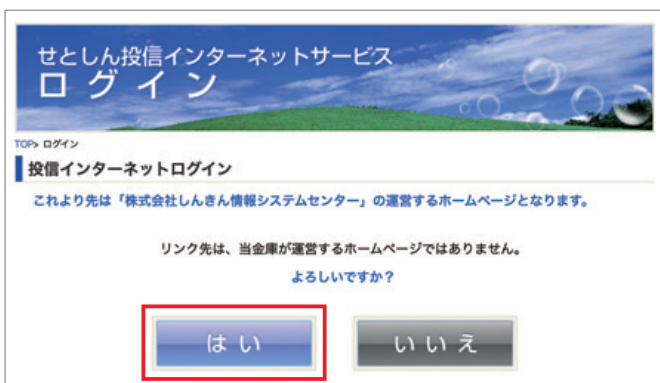 せとしん投信インターネットサービス
ログイン
TOP> ログイン
投信インターネットログイン
これより先は「株式会社しんきん情報システムセンター」の運営するホームページとなります。
リンク先は、当金庫が運営するホームページではありません。
よろしいですか？
はい
いいえ